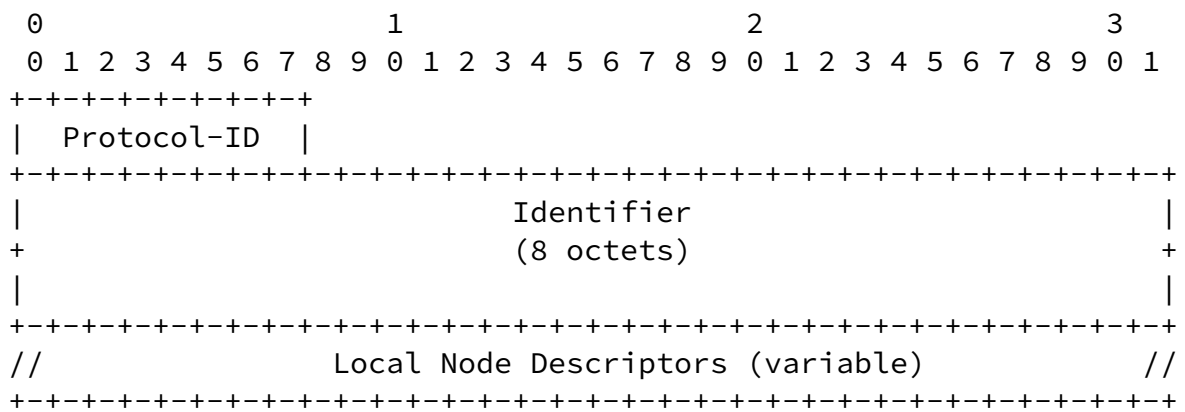 0                   1                   2                   3
 0 1 2 3 4 5 6 7 8 9 0 1 2 3 4 5 6 7 8 9 0 1 2 3 4 5 6 7 8 9 0 1
+-+-+-+-+-+-+-+-+
|  Protocol-ID  |
+-+-+-+-+-+-+-+-+-+-+-+-+-+-+-+-+-+-+-+-+-+-+-+-+-+-+-+-+-+-+-+-+
|                           Identifier                          |
+                           (8 octets)                          +
|                                                               |
+-+-+-+-+-+-+-+-+-+-+-+-+-+-+-+-+-+-+-+-+-+-+-+-+-+-+-+-+-+-+-+-+
//                Local Node Descriptors (variable)            //
+-+-+-+-+-+-+-+-+-+-+-+-+-+-+-+-+-+-+-+-+-+-+-+-+-+-+-+-+-+-+-+-+